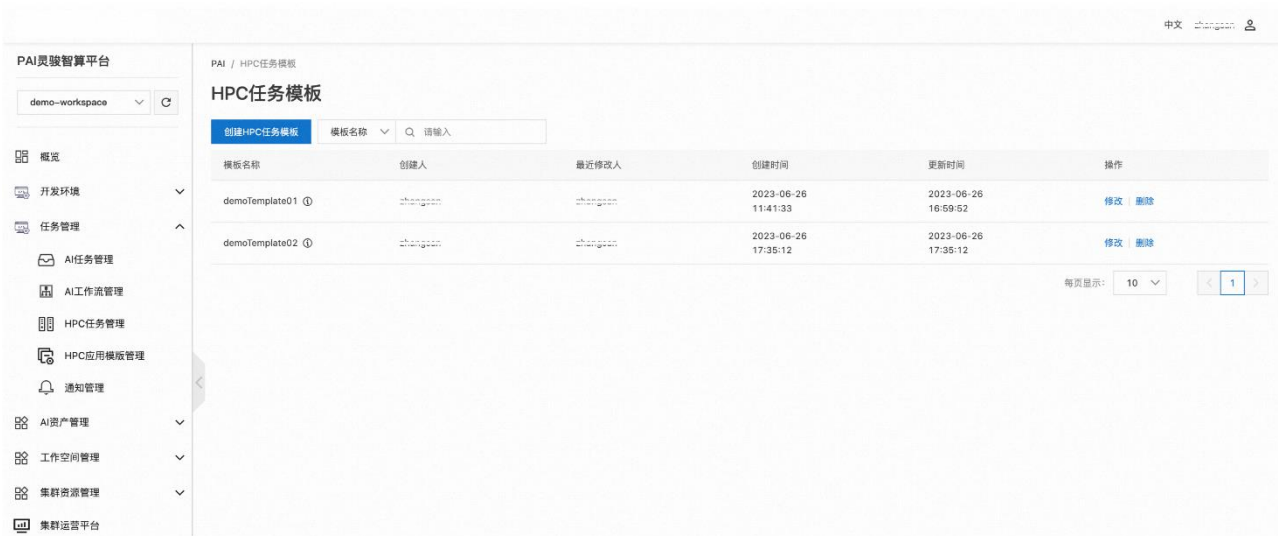 中文
PAI灵骏智算平台
demo-workspace
概览
开发环境
任务管理
AI任务管理
AI工作流管理
HPC任务管理
HPC应用模版管理
通知管理
AI资产管理
工作空间管理
集群资源管理
集群运营平台
PAI / HPC任务模板
HPC任务模板
创建HPC任务模板 模板名称 请输入
模板名称 创建人 最近修改人 创建时间 更新时间 操作
demoTemplate01 2023-06-26 11:41:33 2023-06-26 16:59:52 修改 删除
demoTemplate02 2023-06-26 17:35:12 2023-06-26 17:35:12 修改 删除
每页显示: 10 1